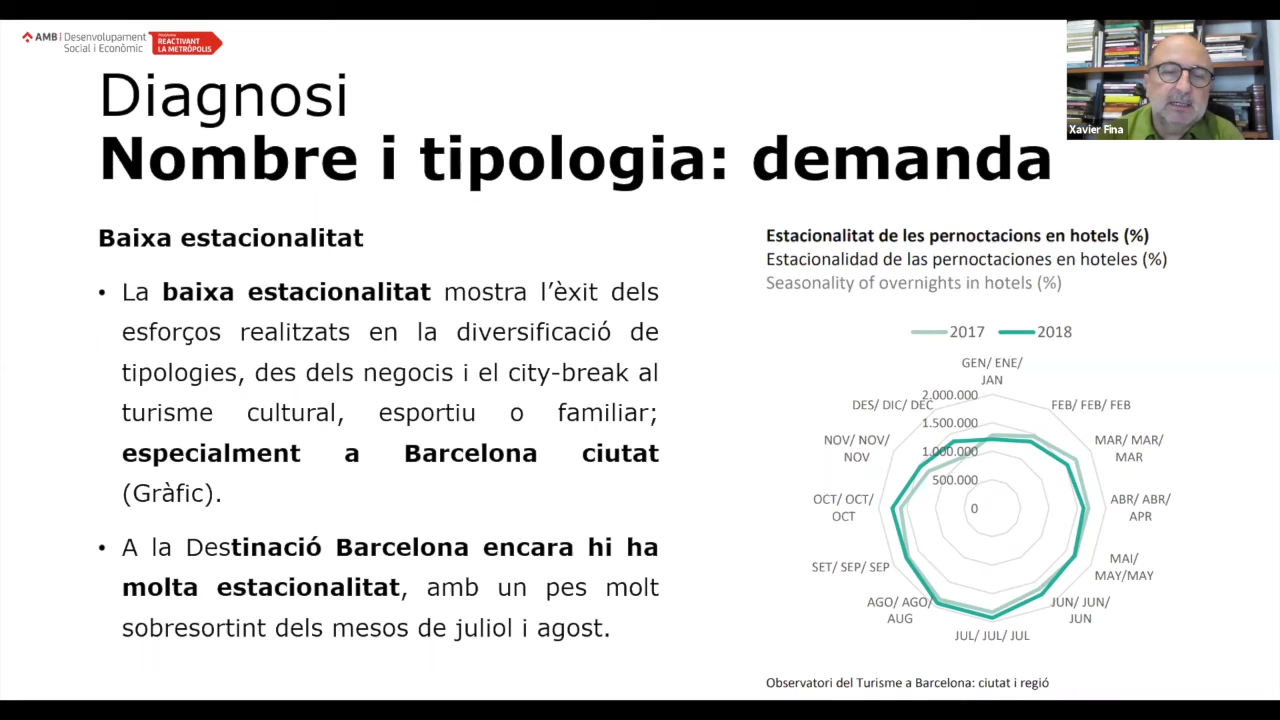 AMB Desenvolupament
Social i Econòmic
REACTIVANT
LA METRÒPOLIS
Xavier Fina
Diagnosi
Nombre i tipologia: demanda
Baixa estacionalitat
• La baixa estacionalitat mostra l’èxit dels
esforços realitzats en la diversificació de
tipologies, des dels negocis i el city-break al
turisme cultural, esportiu o familiar;
especialment a Barcelona ciutat
(Gràfic).
• A la Destinació Barcelona encara hi ha
molta estacionalitat, amb un pes molt
sobresortint dels mesos de juliol i agost.
Estacionalitat de les pernoctacions en hotels (%)
Estacionalidad de las pernoctaciones en hoteles (%)
Seasonality of overnights in hotels (%)
2017 2018
GEN/ ENE/
JAN
FEB/ FEB/ FEB
MAR/ MAR/
MAR
ABR/ ABR/
APR
MAI/
MAY/MAY
JUN/ JUN/
JUN
JUL/ JUL/ JUL
AGO/ AGO/
AUG
SET/ SEP/ SEP
OCT/ OCT/
OCT
NOV/ NOV/
NOV
DES/ DIC/ DEC
2.000.000
1.500.000
1.000.000
500.000
0
Observatori del Turisme a Barcelona: ciutat i regió